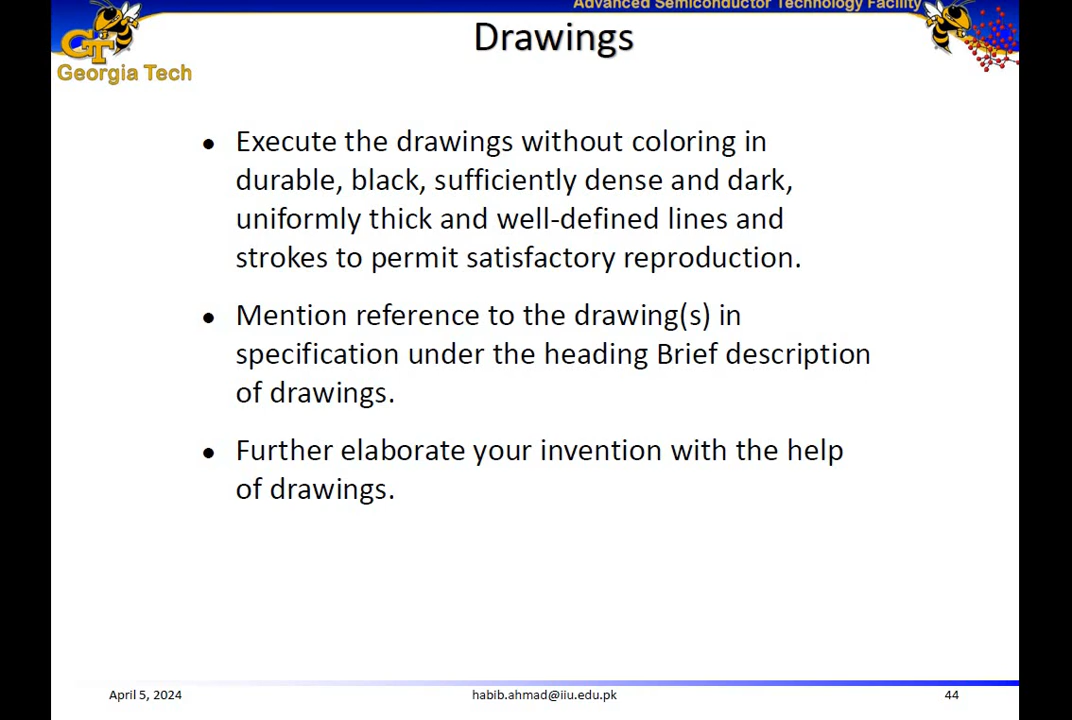 Advanced Semiconductor Technology Facility
GT
Georgia Tech
Drawings
• Execute the drawings without coloring in
durable, black, sufficiently dense and dark,
uniformly thick and well-defined lines and
strokes to permit satisfactory reproduction.
• Mention reference to the drawing(s) in
specification under the heading Brief description
of drawings.
• Further elaborate your invention with the help
of drawings.
April 5, 2024
habib.ahmad@iiu.edu.pk
44